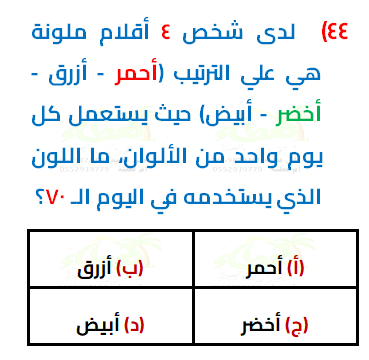 ٤٤) لدى شخص ٤ أقلام ملونة
هي علي الترتيب (أحمر - أزرق -
أخضر - أبيض) حيث يستعمل كل
يوم واحد من الألوان، ما اللون
الذي يستخدمه في اليوم الـ ٧٠؟
(أ) أحمر
(ب) أزرق
(ج) أخضر
(د) أبيض